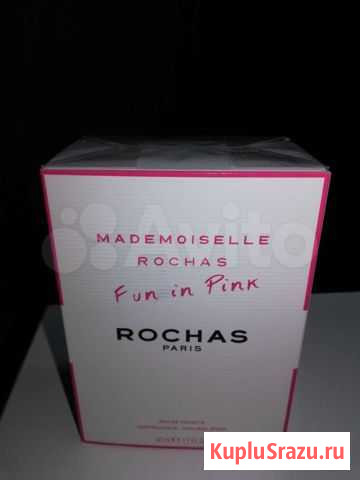 Avito
MADEMOISELLE
ROCHAS
Fun in Pink
ROCHAS
PARIS
KupluSrazu.ru